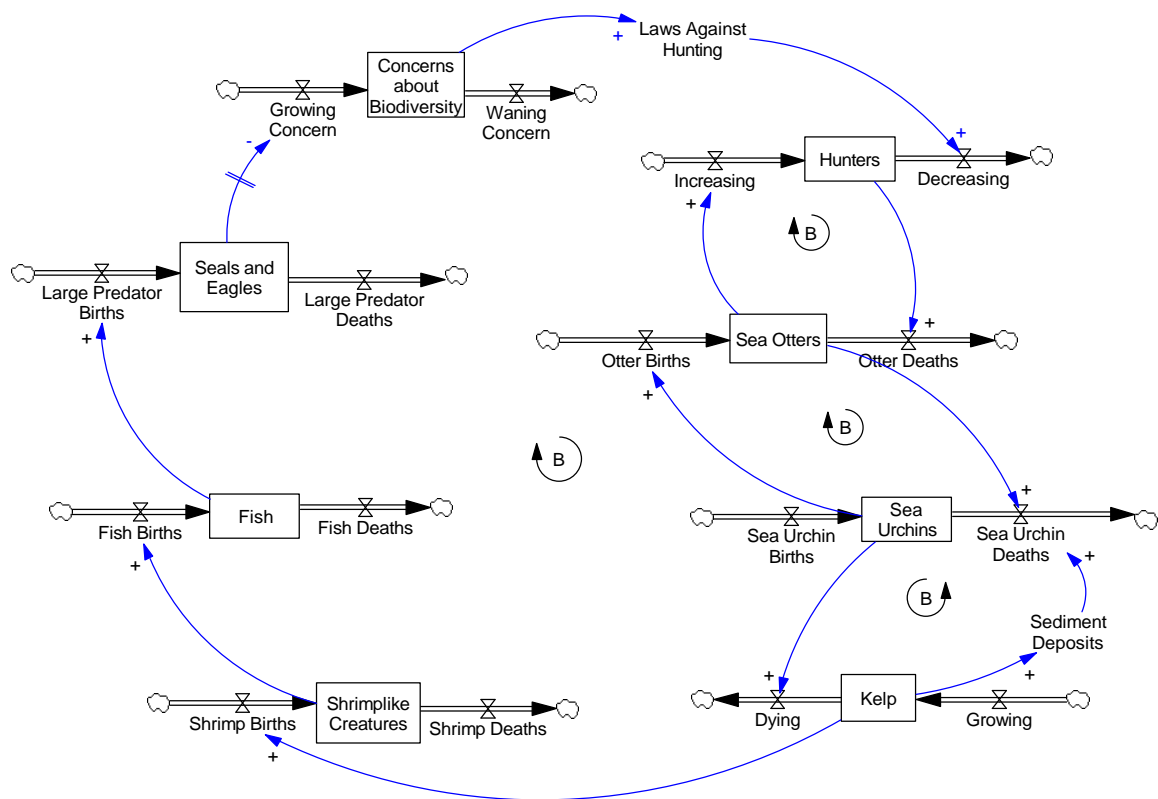 Laws Against
Hunting
+
Concerns
about
Biodiversity
Growing
Concern
Waning
Concern
-
+
Hunters
Increasing
Decreasing
+
B
Seals and
Eagles
Large Predator
Births
Large Predator
Deaths
+
+
Sea Otters
Otter Births
Otter Deaths
+
B
B
+
Fish
Fish Births
Fish Deaths
+
Sea
Urchins
Sea Urchin
Births
Sea Urchin
Deaths
+
B
Sediment
Deposits
+
+
Shrimplike
Creatures
Shrimp Births
Shrimp Deaths
+
Kelp
Dying
Growing